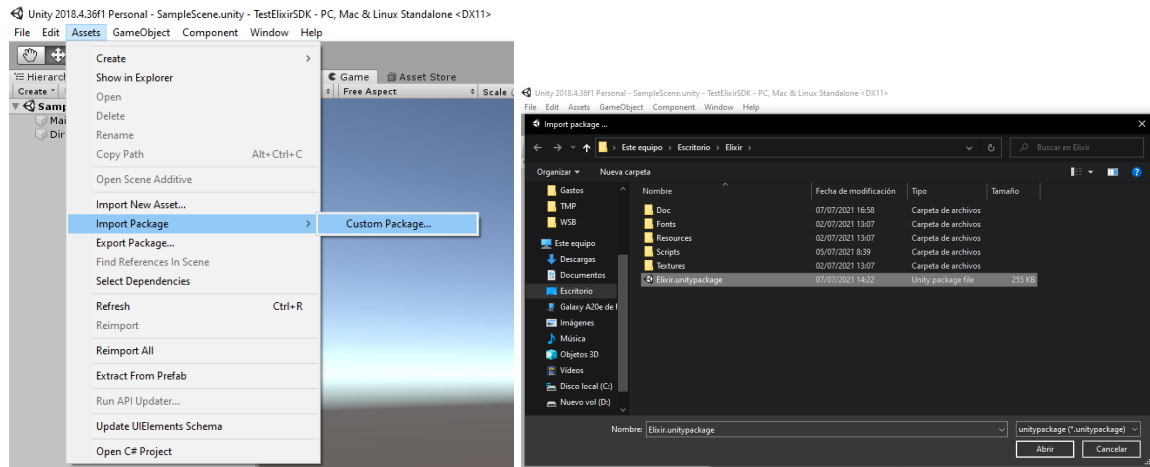 Unity 2018.4.36f1 Personal - SampleScene.unity - TestElixirSDK - PC, Mac & Linux Standalone <DX11>
File Edit Assets GameObject Component Window Help
Hierarch
Create
Samp
Mai
Dir
Create
Show in Explorer
Open
Delete
Rename
Copy Path Alt+Ctrl+C
Open Scene Additive
Import New Asset...
Import Package
Export Package...
Find References In Scene
Select Dependencies
Refresh Ctrl+R
Reimport
Reimport All
Extract From Prefab
Run API Updater...
Update UIElements Schema
Open C# Project
Custom Package...
Game Asset Store
Free Aspect Scale
Unity 2018.4.36f1 Personal - SampleScene.unity - TestElixirSDK - PC, Mac & Linux Standalone <DX11>
File Edit Assets GameObject Component Window Help
Import package ...
Este equipo › Escritorio › Elixir ›
Buscar en Elixir
Organizar Nueva carpeta
Gastos
TMP
WSB
Este equipo
Descargas
Documentos
Escritorio
Galaxy A20e de
Imágenes
Música
Objetos 3D
Vídeos
Disco local (C:)
Nuevo vol (D:)
Nombre Fecha de modificación Tipo Tamaño
Doc 07/07/2021 16:58 Carpeta de archivos
Fonts 02/07/2021 13:07 Carpeta de archivos
Resources 02/07/2021 13:07 Carpeta de archivos
Scripts 05/07/2021 8:39 Carpeta de archivos
Textures 02/07/2021 13:07 Carpeta de archivos
Elixir.unitypackage 07/07/2021 14:22 Unity package file 255 KB
Nombre: Elixir.unitypackage unitypackage (*.unitypackage)
Abrir Cancelar